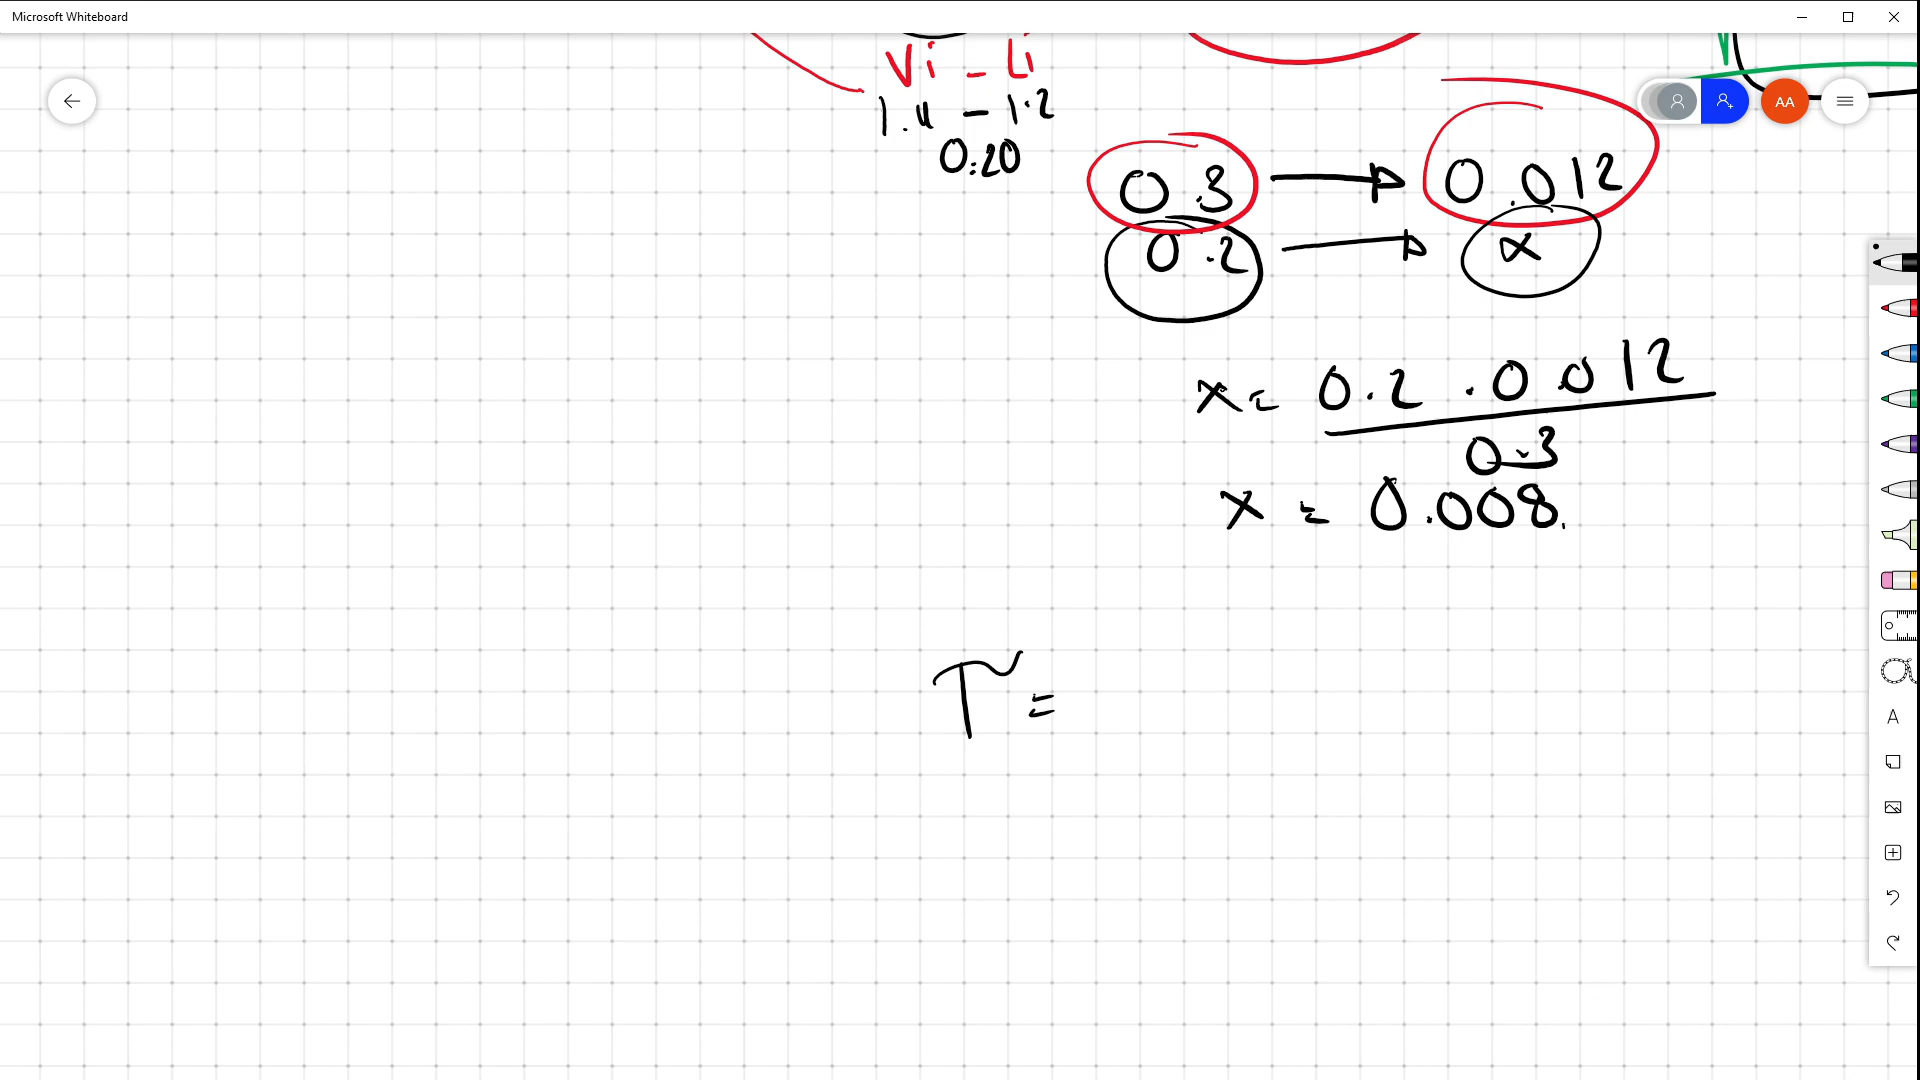 Microsoft Whiteboard
Vi - Li
1.4 - 1.2
0.20
0.3 → 0.012
0.2 → x
AA
x = 0.2 . 0.012
0.3
x = 0.008.
T =
A